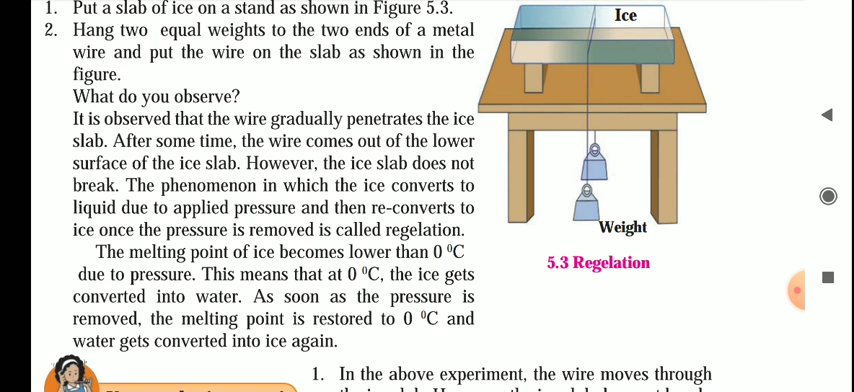 1. Put a slab of ice on a stand as shown in Figure 5.3.
2. Hang two equal weights to the two ends of a metal
wire and put the wire on the slab as shown in the
figure.
What do you observe?
It is observed that the wire gradually penetrates the ice
slab. After some time, the wire comes out of the lower
surface of the ice slab. However, the ice slab does not
break. The phenomenon in which the ice converts to
liquid due to applied pressure and then re-converts to
ice once the pressure is removed is called regelation.
The melting point of ice becomes lower than 0 ⁰C
due to pressure. This means that at 0 ⁰C, the ice gets
converted into water. As soon as the pressure is
removed, the melting point is restored to 0 ⁰C and
water gets converted into ice again.
Ice
Weight
5.3 Regelation
1. In the above experiment, the wire moves through